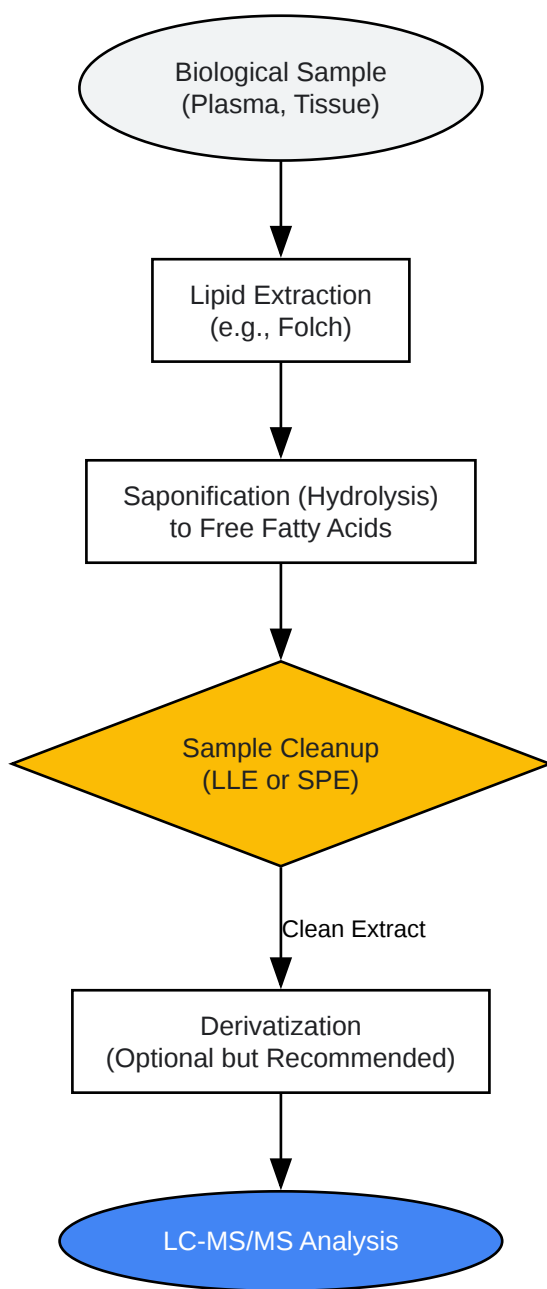 Biological Sample
(Plasma, Tissue)
Lipid Extraction
(e.g., Folch)
Saponification (Hydrolysis)
to Free Fatty Acids
Sample Cleanup
(LLE or SPE)
Clean Extract
Derivatization
(Optional but Recommended)
LC-MS/MS Analysis